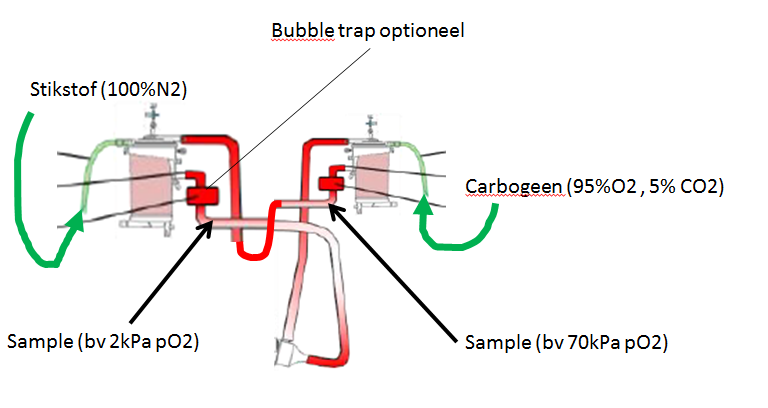 Bubble trap optioneel
Stikstof (100%N2)
Carbogeen (95%O2 , 5% CO2)
Sample (bv 2kPa pO2)
Sample (bv 70kPa pO2)